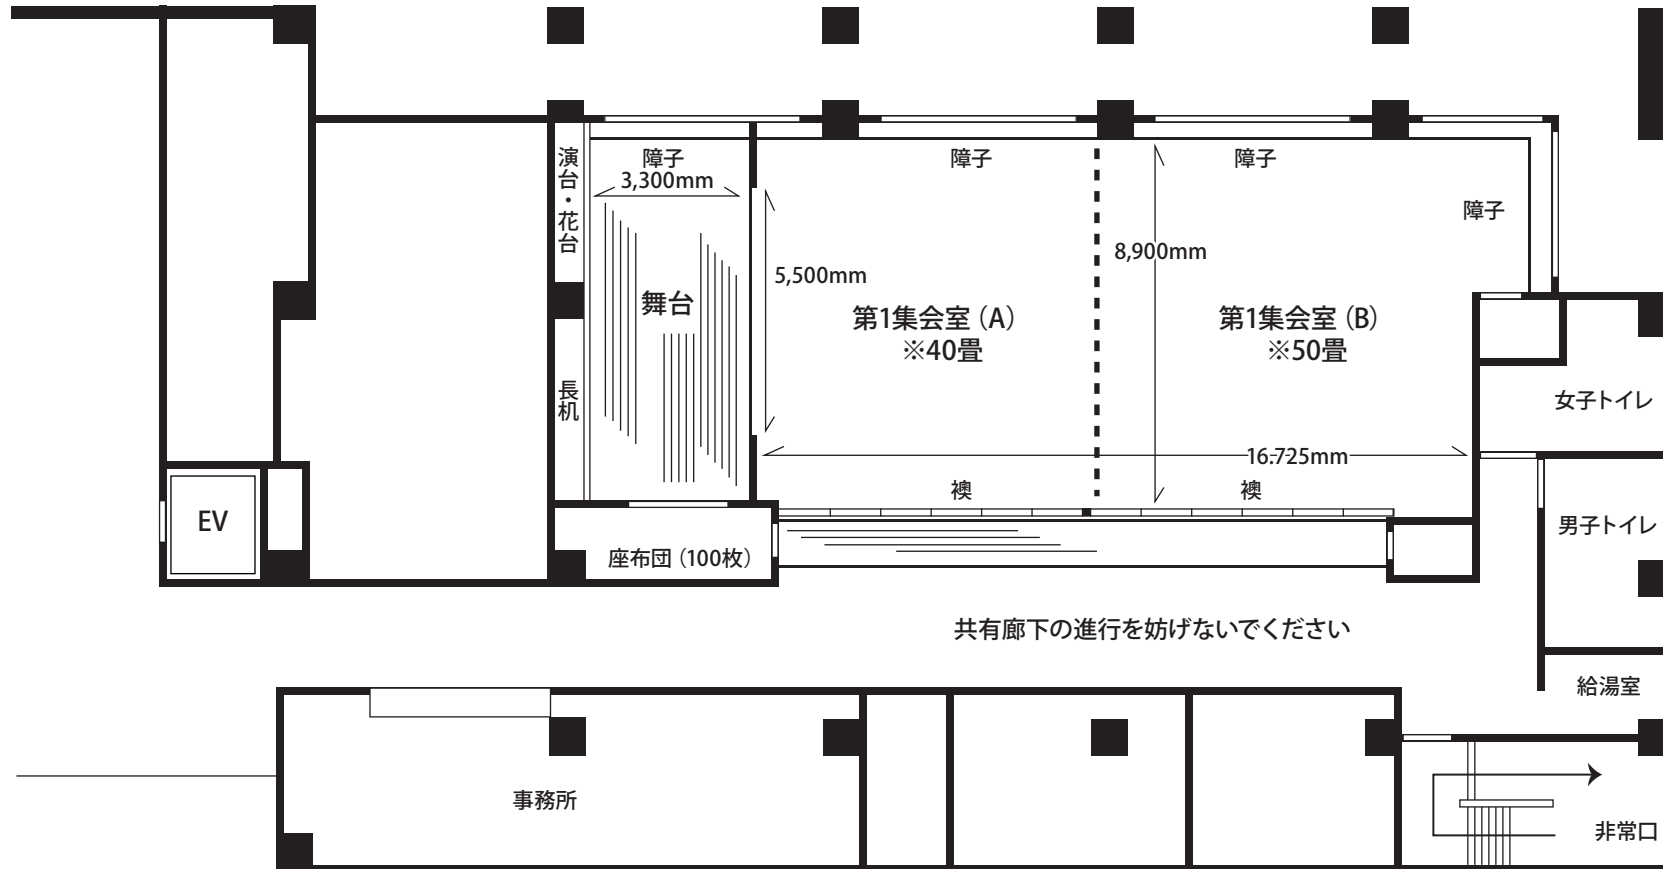 演台・花台
障子
3,300mm
障子
障子
障子
8,900mm
5,500mm
舞台
第1集会室（A）
※40畳
第1集会室（B）
※50畳
長机
女子トイレ
16.725mm
襖
襖
EV
男子トイレ
座布団（100枚）
共有廊下の進行を妨げないでください
給湯室
事務所
非常口